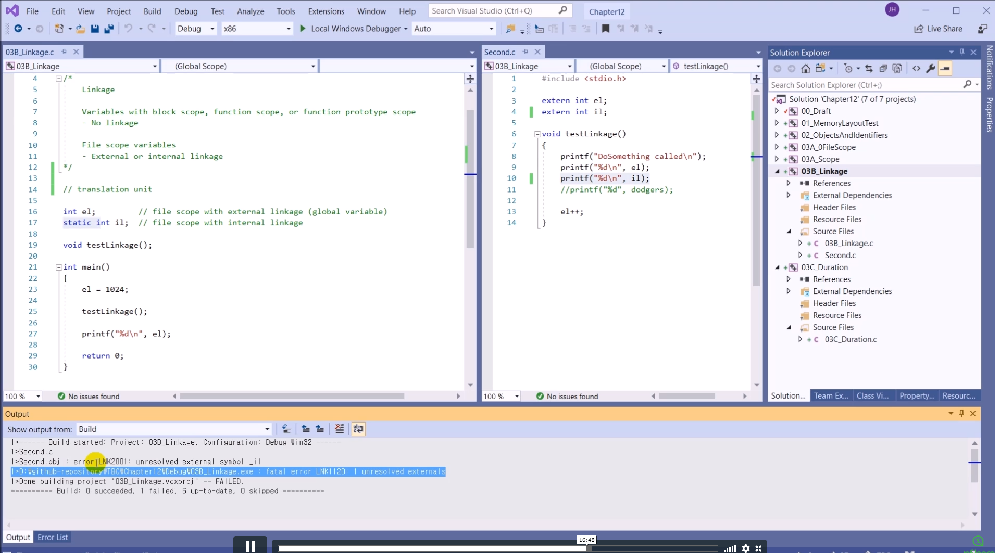 File Edit View Project Build Debug Test Analyze Tools Extensions Window Help Search Visual Studio (Ctrl+Q) Chapter12 JH
Debug x86 Local Windows Debugger Auto Live Share
03B_Linkage.c
03B_Linkage (Global Scope)
4 /*
5 Linkage
6
7 Variables with block scope, function scope, or function prototype scope
8 - No linkage
9
10 File scope variables
11 - External or internal linkage
12 */
13
14 // translation unit
15
16 int el; // file scope with external linkage (global variable)
17 static int il; // file scope with internal linkage
18
19 void testLinkage();
20
21 int main()
22 {
23 el = 1024;
24
25 testLinkage();
26
27 printf("%d\n", el);
28
29 return 0;
30 }
100 % No issues found
Second.c
03B_Linkage (Global Scope) testLinkage()
1 #include <stdio.h>
2
3 extern int el;
4 extern int il;
5
6 void testLinkage()
7 {
8 printf("DoSomething called\n");
9 printf("%d\n", el);
10 printf("%d\n", il);
11 //printf("%d", dodgers);
12
13 el++;
14 }
100 % No issues found
Solution Explorer
Search Solution Explorer (Ctrl+;)
Solution 'Chapter12' (7 of 7 projects)
00_Draft
01_MemoryLayoutTest
02_ObjectsAndIdentifiers
03A_0FileScope
03A_Scope
03B_Linkage
References
External Dependencies
Header Files
Resource Files
Source Files
03B_Linkage.c
Second.c
03C_Duration
References
External Dependencies
Header Files
Resource Files
Source Files
03C_Duration.c
Solution... Team Ex... Class Vi... Property... Resourc...
Notifications
Properties
Output
Show output from: Build
1>------ Build started: Project: 03B_Linkage, Configuration: Debug Win32
1>Second.c
1>Second.obj : error LNK2001: unresolved external symbol _il
fatal error LNK1120: 1 unresolved externals
1>Done building project "03B_Linkage.vcxproj" -- FAILED.
========== Build: 0 succeeded, 1 failed, 6 up-to-date, 0 skipped ==========
Output Error List